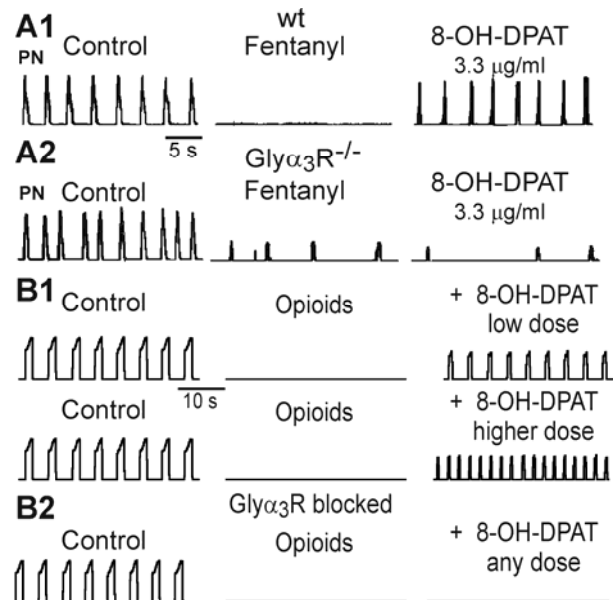 A1 Control wt Fentanyl 8-OH-DPAT
PN 3.3 μg/ml
5 s
A2 Control Glyα₃R⁻/⁻ Fentanyl 8-OH-DPAT
PN 3.3 μg/ml
B1 Control Opioids + 8-OH-DPAT
low dose
10 s
Control Opioids + 8-OH-DPAT
higher dose
B2 Glyα₃R blocked
Control Opioids + 8-OH-DPAT
any dose